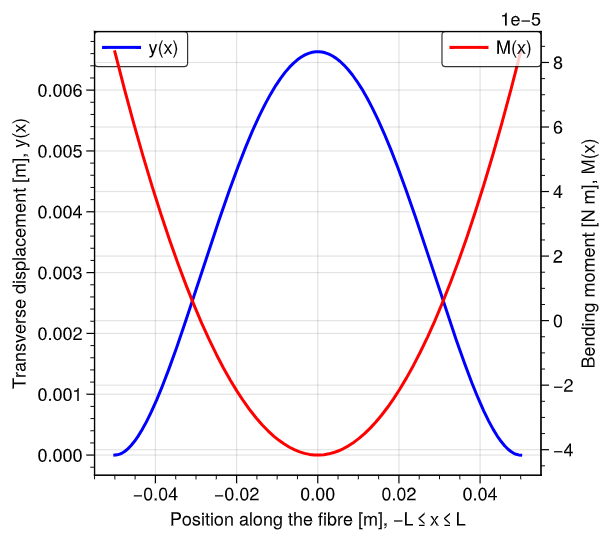 1e−5
y(x)
M(x)
Transverse displacement [m], y(x)
0.006
0.005
0.004
0.003
0.002
0.001
0.000
8
6
4
2
0
−2
−4
Bending moment [N m], M(x)
−0.04 −0.02 0.00 0.02 0.04
Position along the fibre [m], −L ≤ x ≤ L